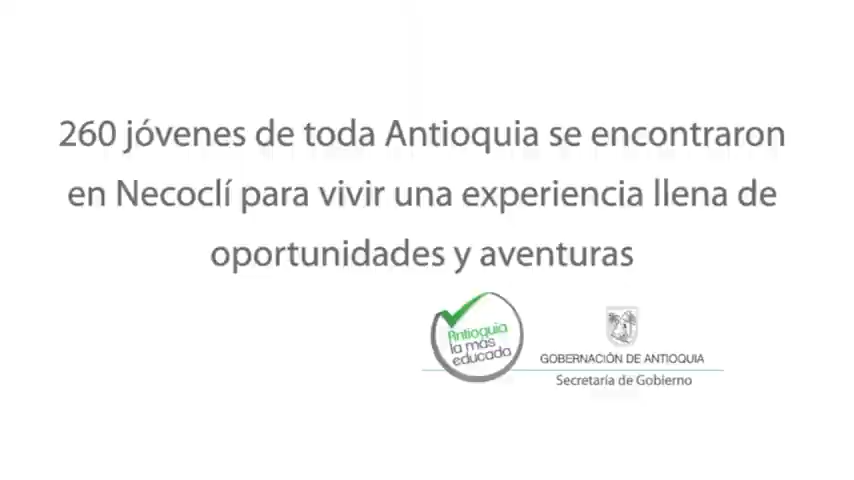 260 jóvenes de toda Antioquia se encontraron
en Necoclí para vivir una experiencia llena de
oportunidades y aventuras
Antioquia
la más
educada
GOBERNACIÓN DE ANTIOQUIA
Secretaría de Gobierno